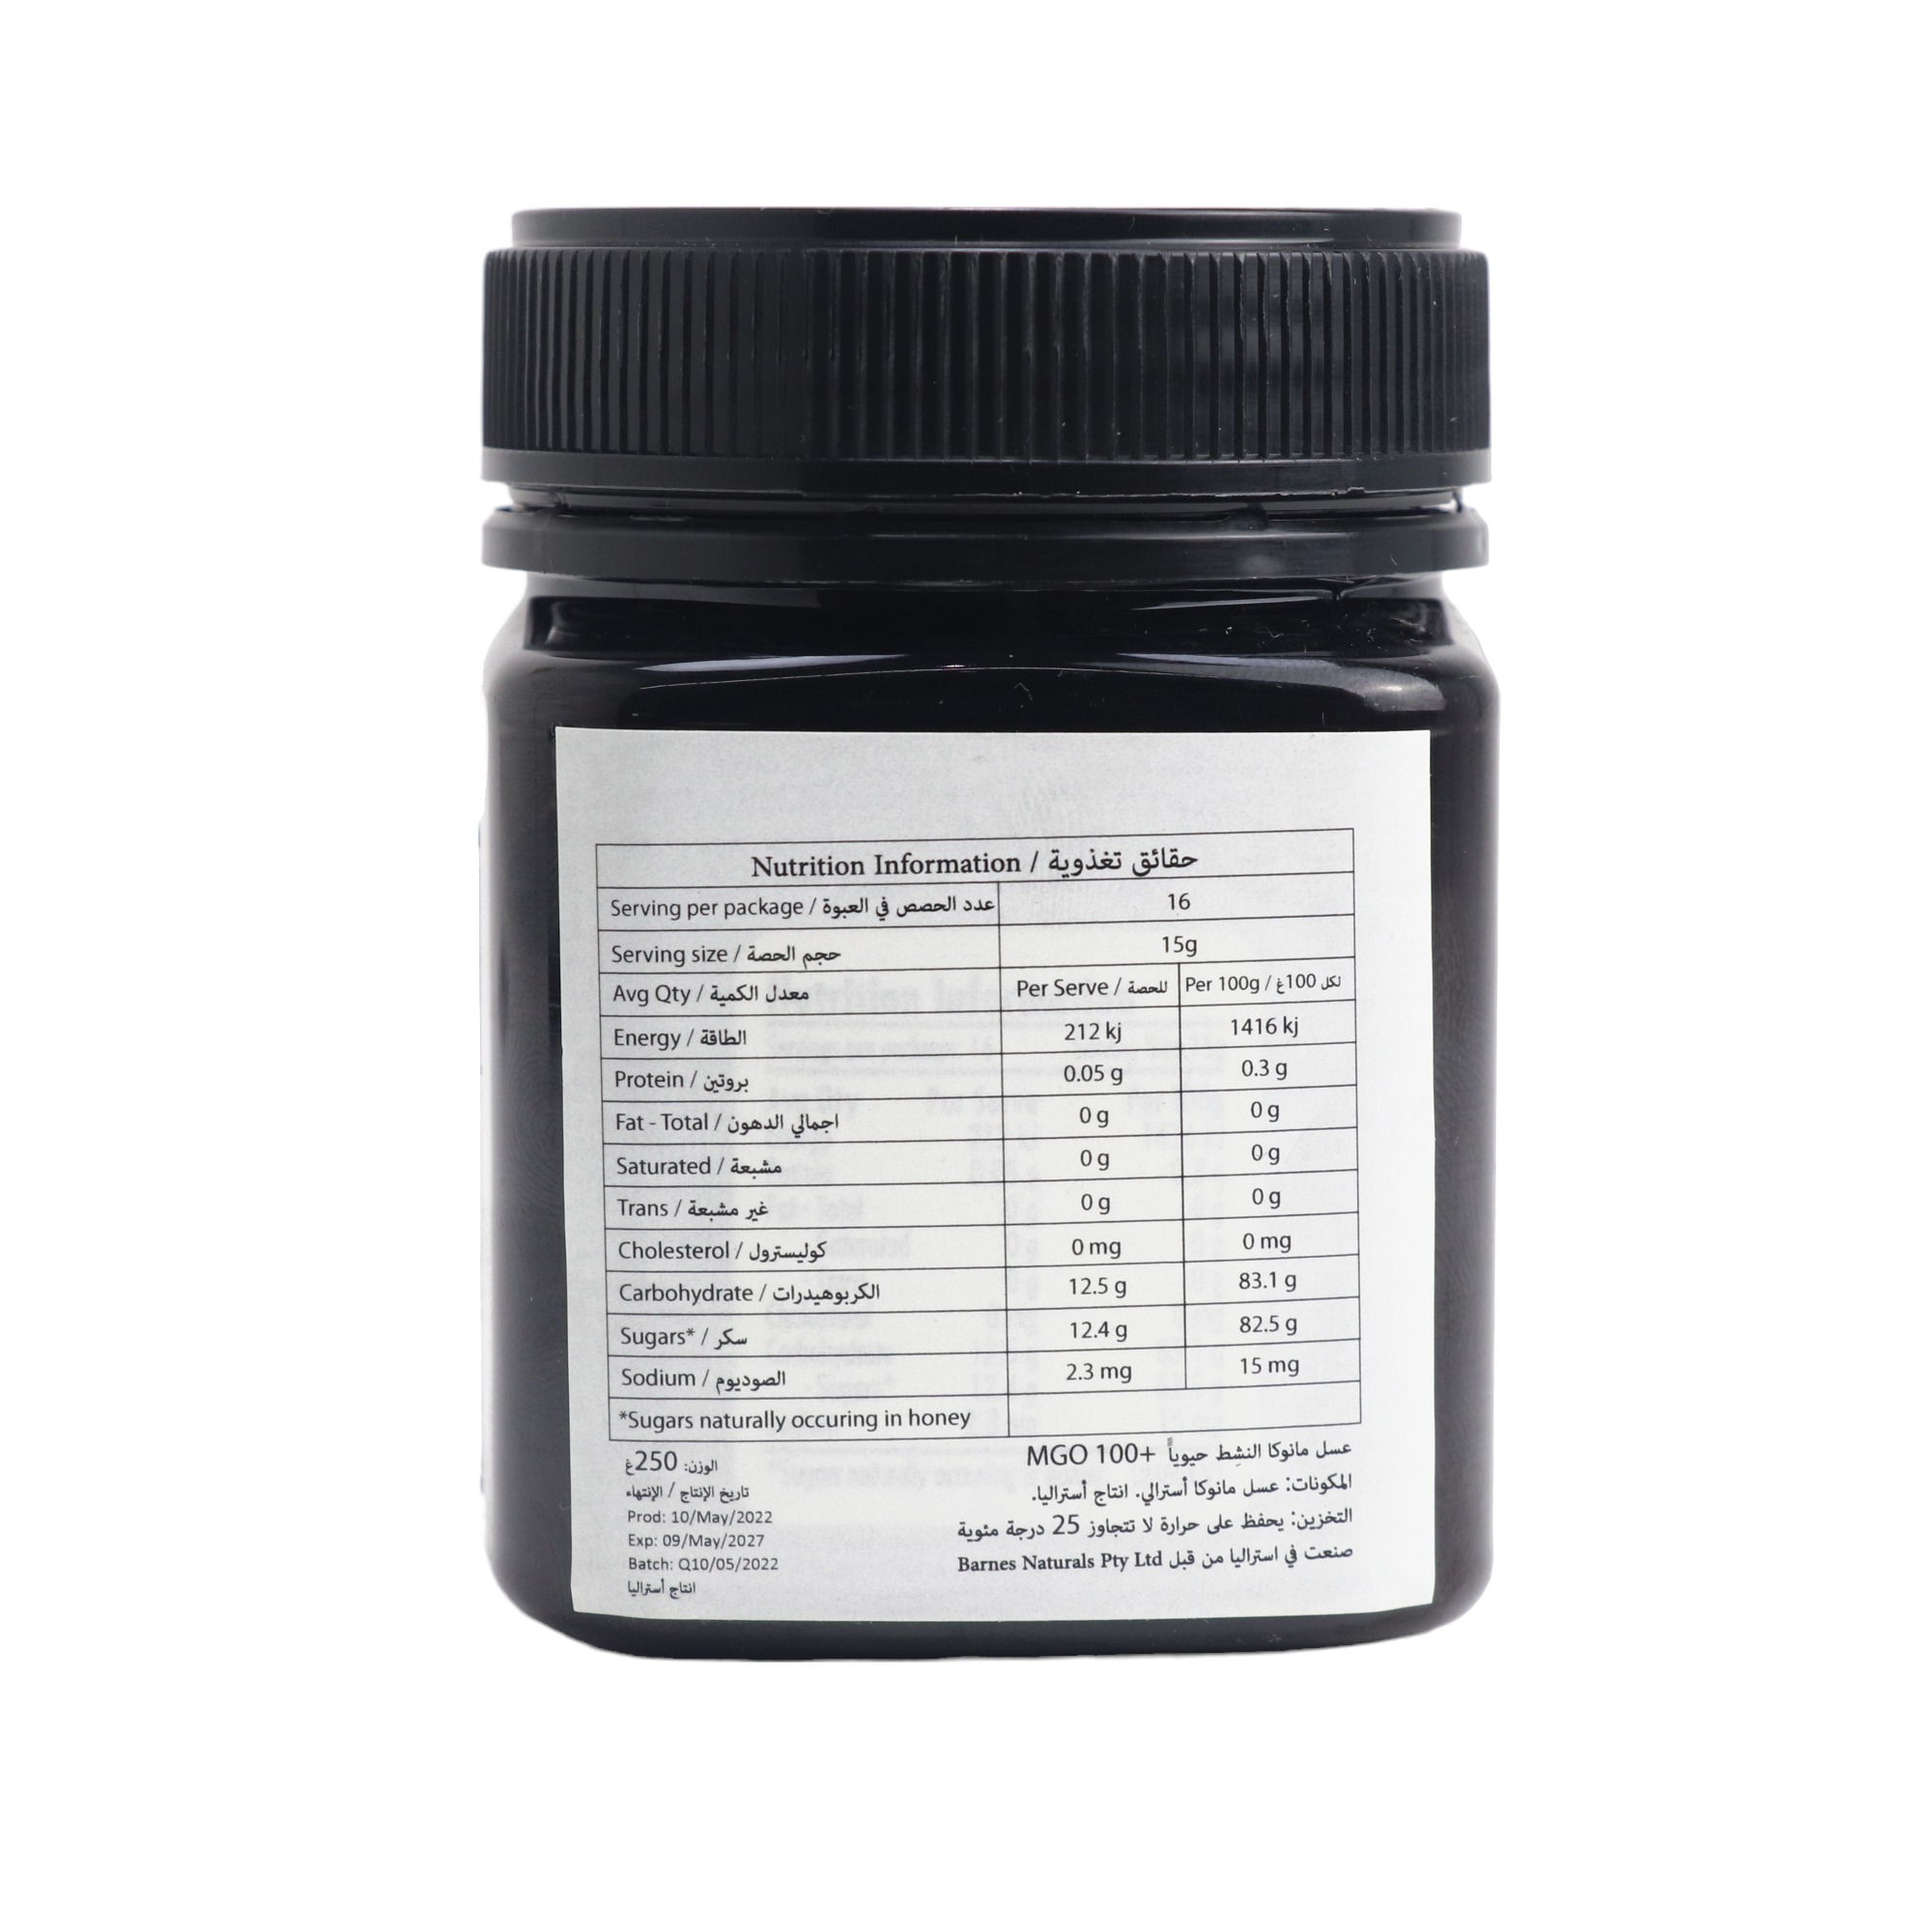 Nutrition Information / حقائق تغذوية
Serving per package / عدد الحصص في العبوة 16
Serving size / حجم الحصة 15g
Avg Qty / معدل الكمية Per Serve / للحصة Per 100g / لكل 100غ
Energy / الطاقة 212 kj 1416 kj
Protein / بروتين 0.05 g 0.3 g
Fat - Total / اجمالي الدهون 0 g 0 g
Saturated / مشبعة 0 g 0 g
Trans / غير مشبعة 0 g 0 g
Cholesterol / كوليسترول 0 mg 0 mg
Carbohydrate / الكربوهيدرات 12.5 g 83.1 g
Sugars* / سكر 12.4 g 82.5 g
Sodium / الصوديوم 2.3 mg 15 mg
*Sugars naturally occuring in honey
عسل مانوكا النشِط حيوياً MGO 100+
المكونات: عسل مانوكا أسترالي. انتاج أستراليا.
التخزين: يحفظ على حرارة لا تتجاوز 25 درجة مئوية
صنعت في استراليا من قبل Barnes Naturals Pty Ltd
الوزن: 250غ
تاريخ الإنتاج / الإنتهاء
Prod: 10/May/2022
Exp: 09/May/2027
Batch: Q10/05/2022
انتاج أستراليا